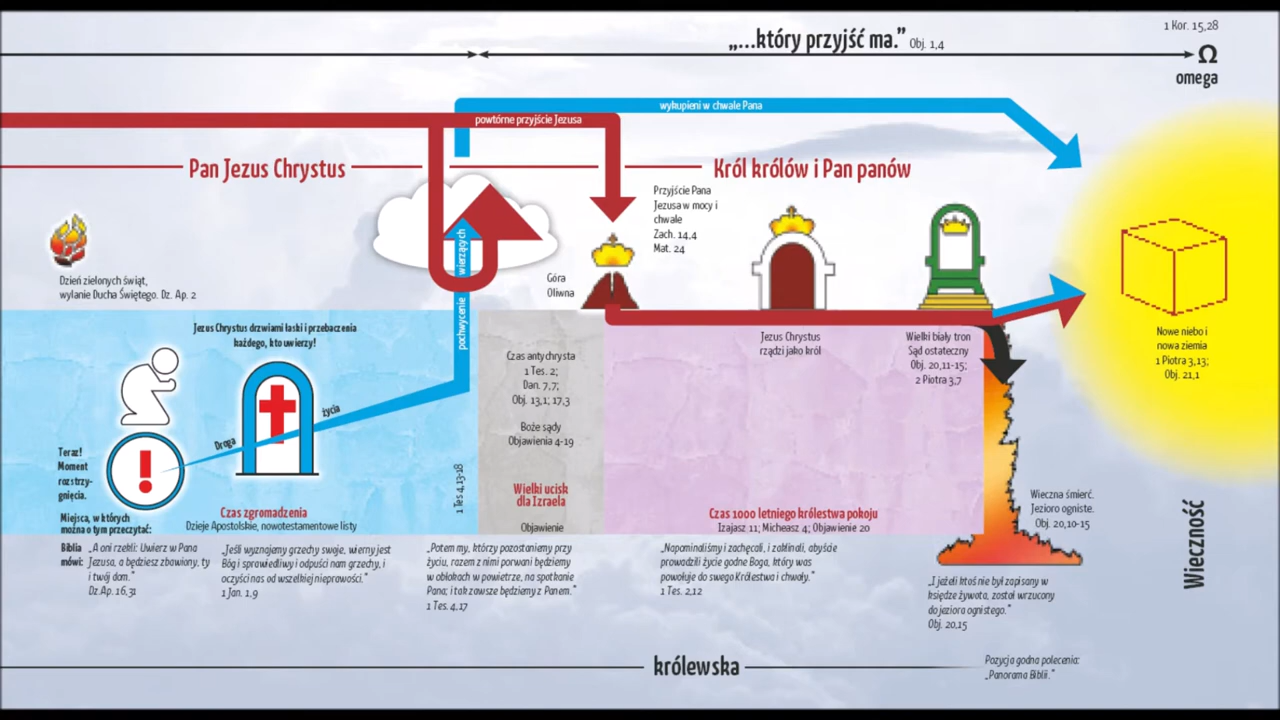 1 Kor. 15,28
„...który przyjść ma.” Obj. 1,4
Ω
omega
wykupieni w chwale Pana
powtórne przyjście Jezusa
Pan Jezus Chrystus
Król królów i Pan panów
Przyjście Pana
Jezusa w mocy i
chwale
Zach. 14,4
Mat. 24
Dzień zielonych świąt,
wylanie Ducha Świętego. Dz. Ap. 2
Góra
Oliwna
pochwycenie wierzących
Jezus Chrystus drzwiami łaski i przebaczenia
każdego, kto uwierzy!
Czas antychrysta
1 Tes. 2;
Dan. 7,7;
Obj. 13,1; 17,3
Boże sądy
Objawienia 4-19
Wielki ucisk
dla Izraela
Objawienie
Jezus Chrystus
rządzi jako król
Wielki biały tron
Sąd ostateczny
Obj. 20,11-15;
2 Piotra 3,7
Nowe niebo i
nowa ziemia
1 Piotra 3,13;
Obj. 21,1
Droga
życia
Teraz!
Moment
rozstrzy-
gnięcia.
!
1 Tes 4,13-18
Miejsca, w których
można o tym przeczytać:
Czas zgromadzenia
Dzieje Apostolskie, nowotestamentowe listy
Czas 1000 letniego królestwa pokoju
Izajasz 11; Micheasz 4; Objawienie 20
Wieczna śmierć.
Jezioro ogniste.
Obj. 20,10-15
Wieczność
Biblia
mówi:
„A oni rzekli: Uwierz w Pana
Jezusa, a będziesz zbawiony, ty
i twój dom.”
Dz.Ap. 16,31
„Jeśli wyznajemy grzechy swoje, wierny jest
Bóg i sprawiedliwy i odpuści nam grzechy, i
oczyści nas od wszelkiej nieprawości.”
1 Jan. 1,9
„Potem my, którzy pozostaniemy przy
życiu, razem z nimi porwani będziemy
w obłokach w powietrze, na spotkanie
Pana; i tak zawsze będziemy z Panem.”
1 Tes. 4,17
„Napominaliśmy i zachęcali, i zaklinali, abyście
prowadzili życie godne Boga, który was
powołuje do swego Królestwa i chwały.”
1 Tes. 2,12
„I jeżeli ktoś nie był zapisany w
księdze żywota, został wrzucony
do jeziora ognistego.”
Obj. 20,15
królewska
Pozycja godna polecenia:
„Panorama Biblii.”